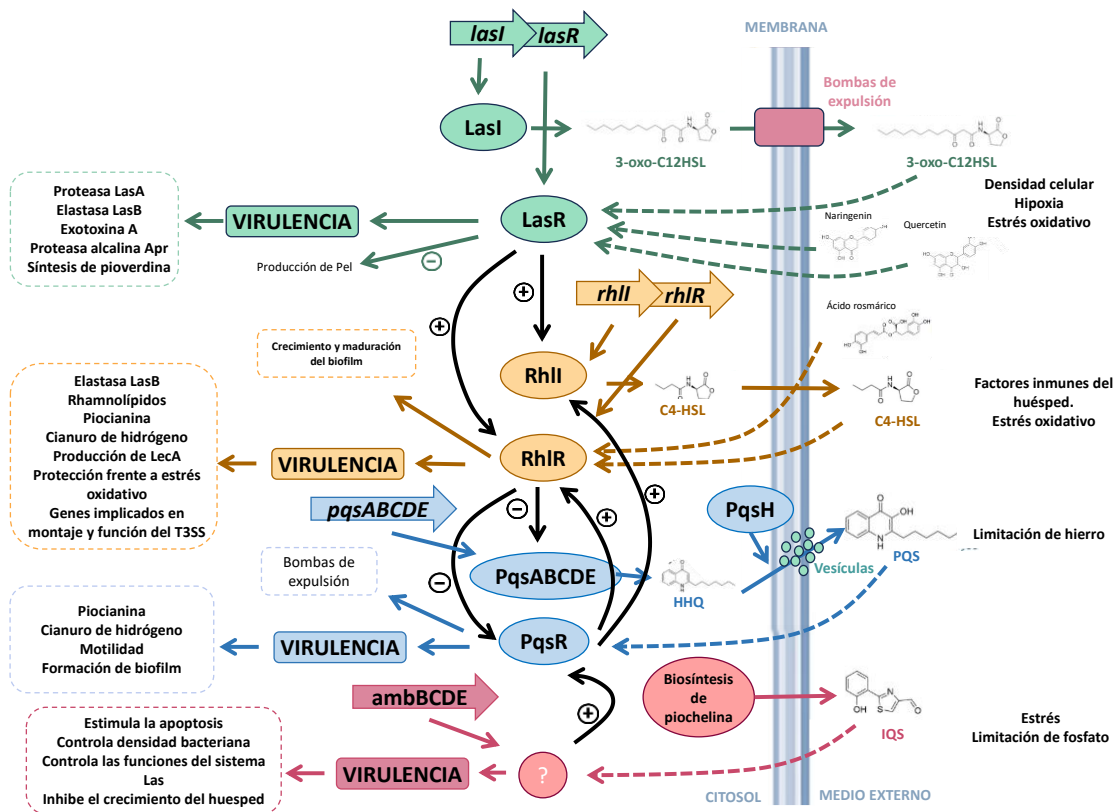 lasI
lasR
MEMBRANA
Bombas de
expulsión
LasI
3-oxo-C12HSL
3-oxo-C12HSL
Proteasa LasA
Elastasa LasB
Exotoxina A
Proteasa alcalina Apr
Síntesis de pioverdina
VIRULENCIA
LasR
Densidad celular
Hipoxia
Estrés oxidativo
Naringenin
Quercetin
Producción de Pel
−
+
+
rhlI
rhlR
Ácido rosmárico
Crecimiento y maduración
del biofilm
RhlI
C4-HSL
C4-HSL
Factores inmunes del
huésped.
Estrés oxidativo
Elastasa LasB
Rhamnolípidos
Piocianina
Cianuro de hidrógeno
Producción de LecA
Protección frente a estrés
oxidativo
Genes implicados en
montaje y función del T3SS
VIRULENCIA
RhlR
pqsABCDE
−
+
+
PqsH
Limitación de hierro
PQS
Vesículas
Bombas de
expulsión
−
PqsABCDE
HHQ
Piocianina
Cianuro de hidrógeno
Motilidad
Formación de biofilm
VIRULENCIA
PqsR
ambBCDE
+
Biosíntesis
de
piochelina
IQS
Estrés
Limitación de fosfato
Estimula la apoptosis
Controla densidad bacteriana
Controla las funciones del sistema
Las
Inhibe el crecimiento del huesped
VIRULENCIA
?
CITOSOL
MEDIO EXTERNO